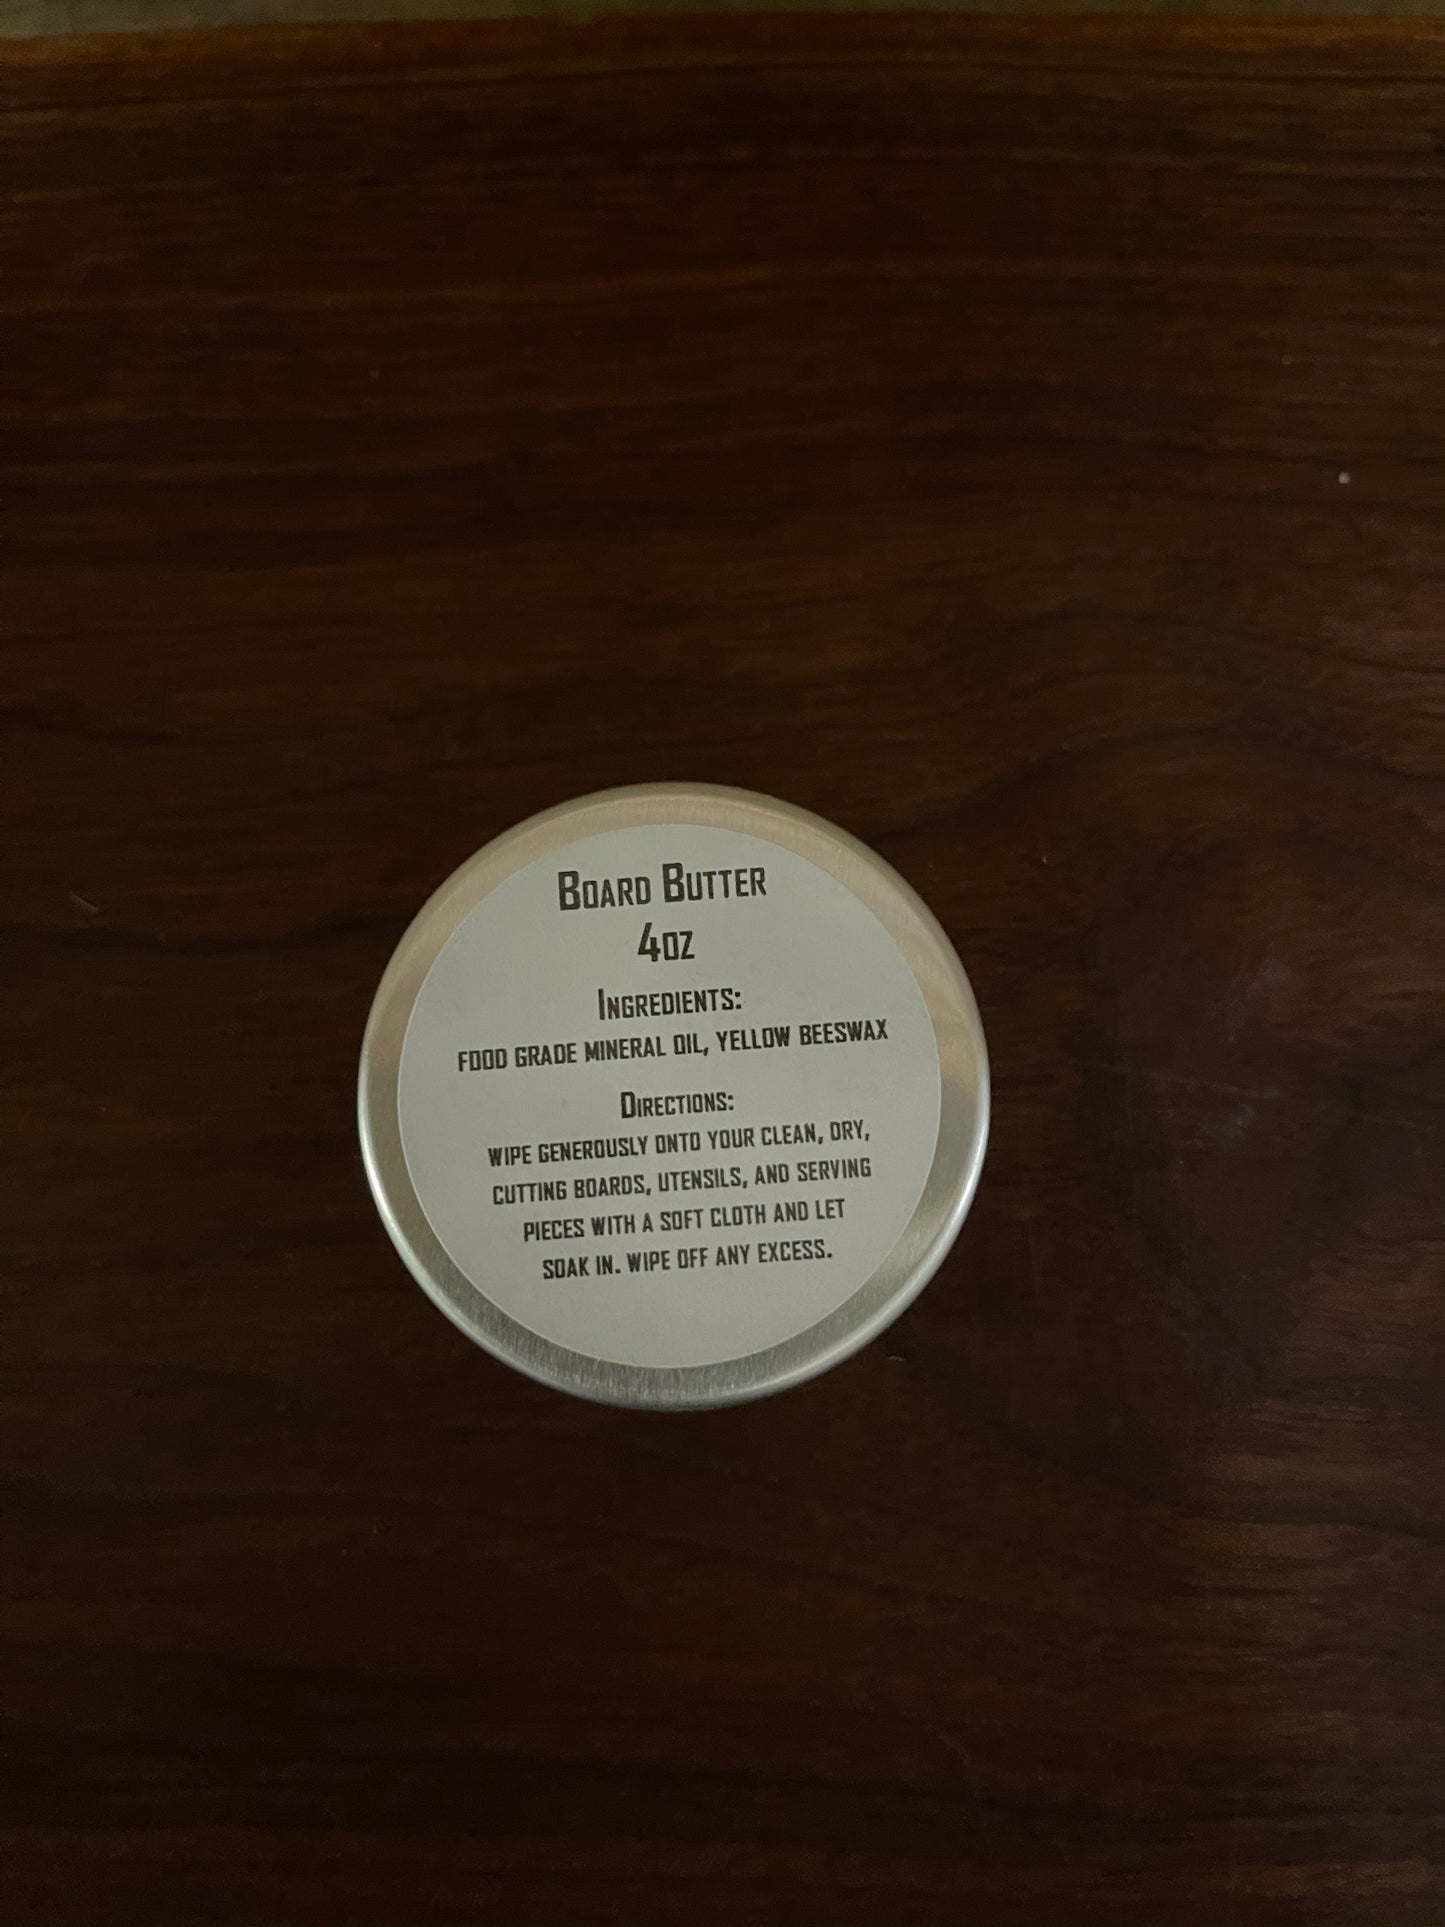 Board Butter
4oz
Ingredients:
FOOD GRADE MINERAL OIL, YELLOW BEESWAX
Directions:
WIPE GENEROUSLY ONTO YOUR CLEAN, DRY,
CUTTING BOARDS, UTENSILS, AND SERVING
PIECES WITH A SOFT CLOTH AND LET
SOAK IN. WIPE OFF ANY EXCESS.